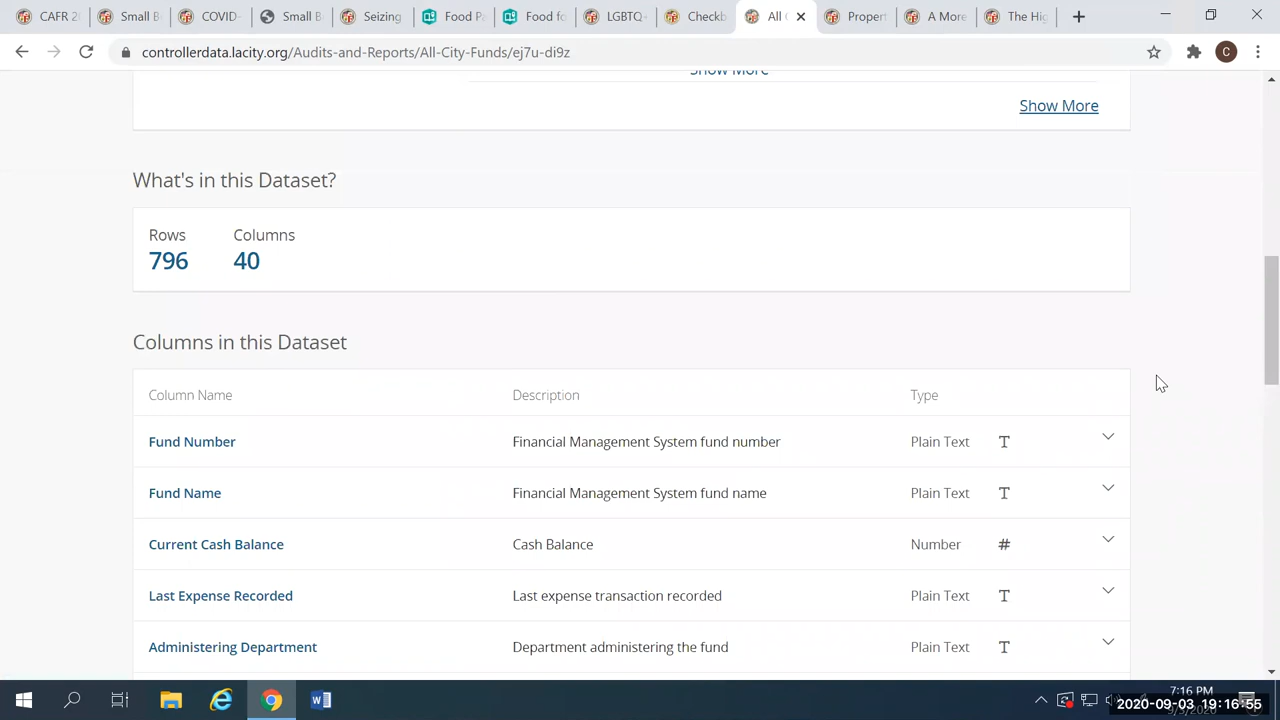 CAFR 2
Small B
COVID
Small B
Seizing
Food Pa
Food fo
LGBTQ
Checkb
All C
Propert
A More
The Hig
controllerdata.lacity.org/Audits-and-Reports/All-City-Funds/ej7u-di9z
C
Show More
Show More
What's in this Dataset?
Rows Columns
796 40
Columns in this Dataset
Column Name Description Type
Fund Number Financial Management System fund number Plain Text T
Fund Name Financial Management System fund name Plain Text T
Current Cash Balance Cash Balance Number #
Last Expense Recorded Last expense transaction recorded Plain Text T
Administering Department Department administering the fund Plain Text T
7:16 PM
2020-09-03 19:16:55